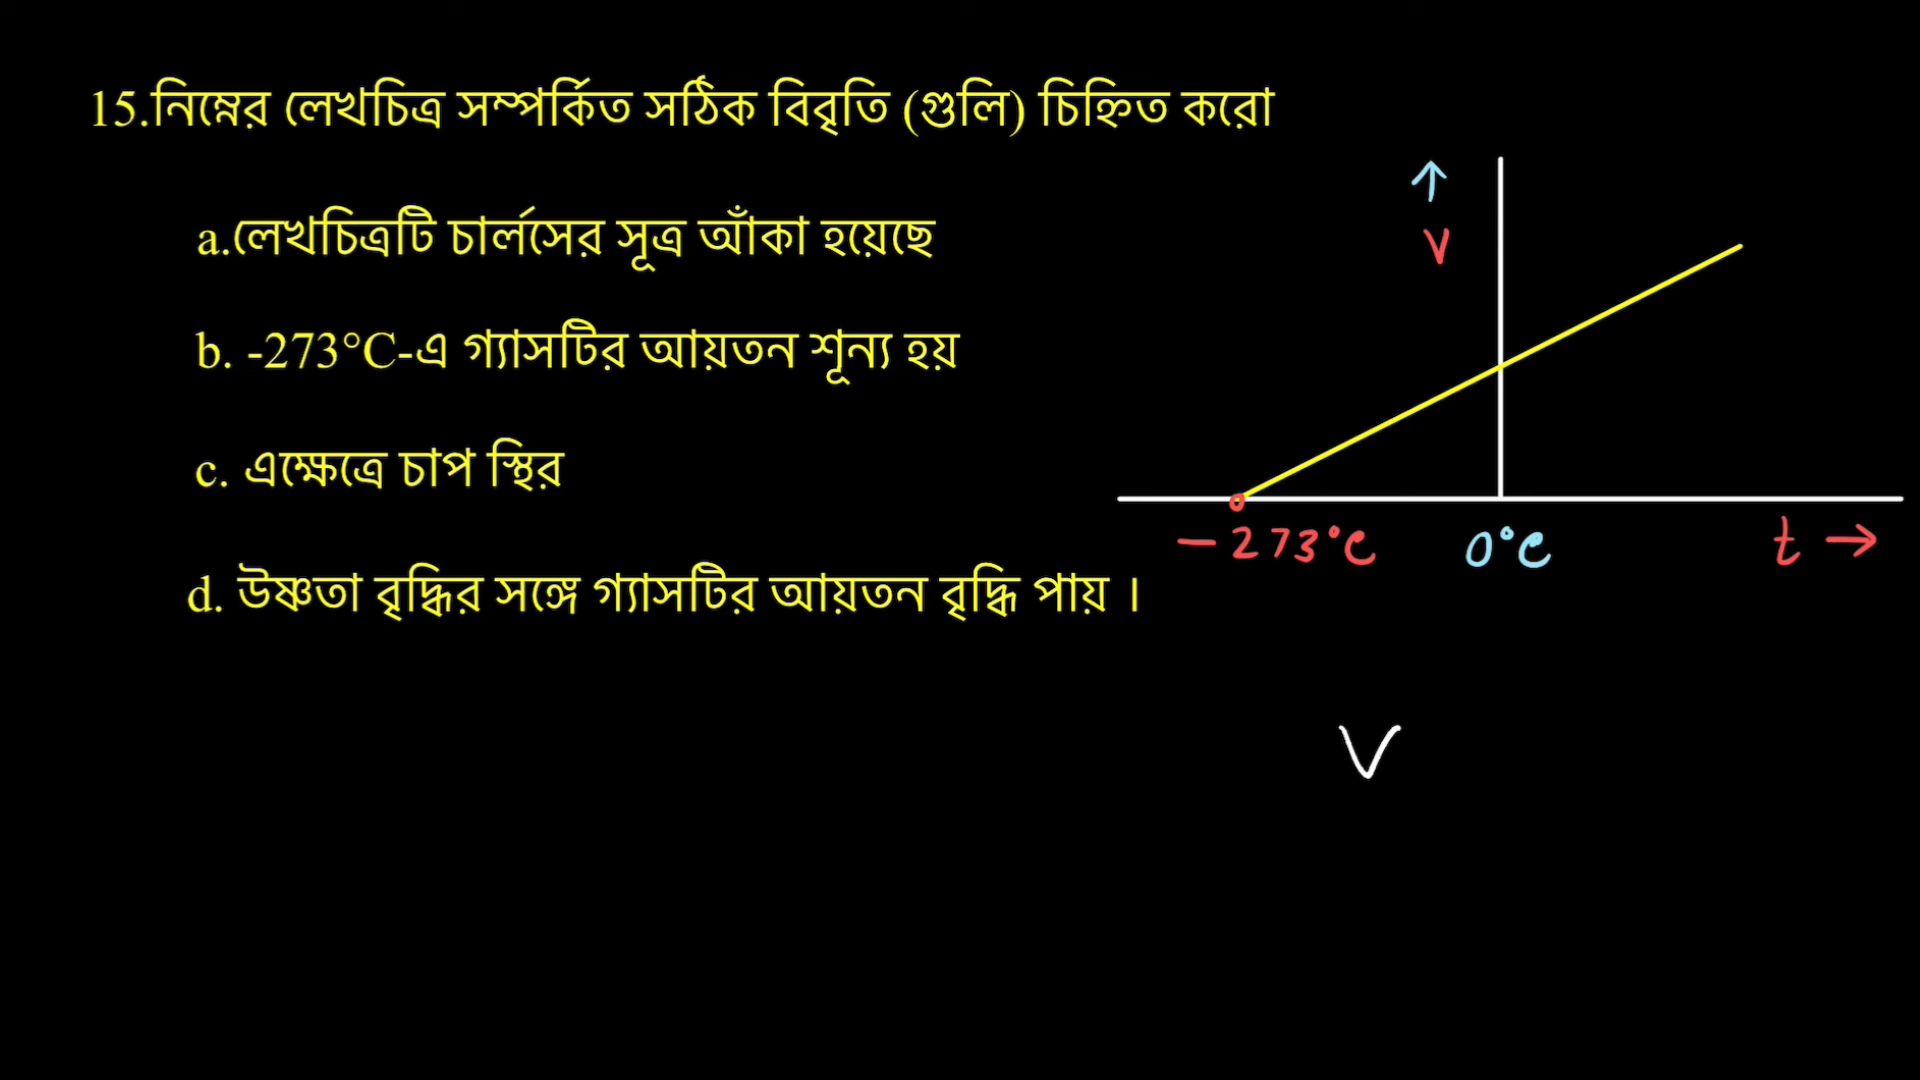 15.নিম্নের লেখচিত্র সম্পর্কিত সঠিক বিবৃতি (গুলি) চিহ্নিত করো
a.লেখচিত্রটি চার্লসের সূত্র আঁকা হয়েছে
b. -273°C-এ গ্যাসটির আয়তন শূন্য হয়
c. এক্ষেত্রে চাপ স্থির
d. উষ্ণতা বৃদ্ধির সঙ্গে গ্যাসটির আয়তন বৃদ্ধি পায় ।
↑
V
-273°C 0°C t →
V